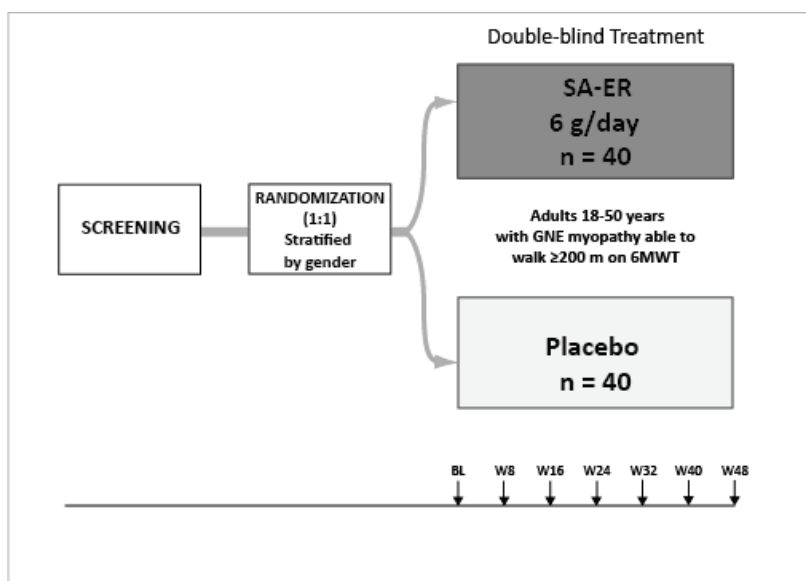 Double-blind Treatment
SA-ER
6 g/day
n = 40
SCREENING
RANDOMIZATION
(1:1)
Stratified
by gender
Adults 18-50 years
with GNE myopathy able to
walk ≥200 m on 6MWT
Placebo
n = 40
BL W8 W16 W24 W32 W40 W48